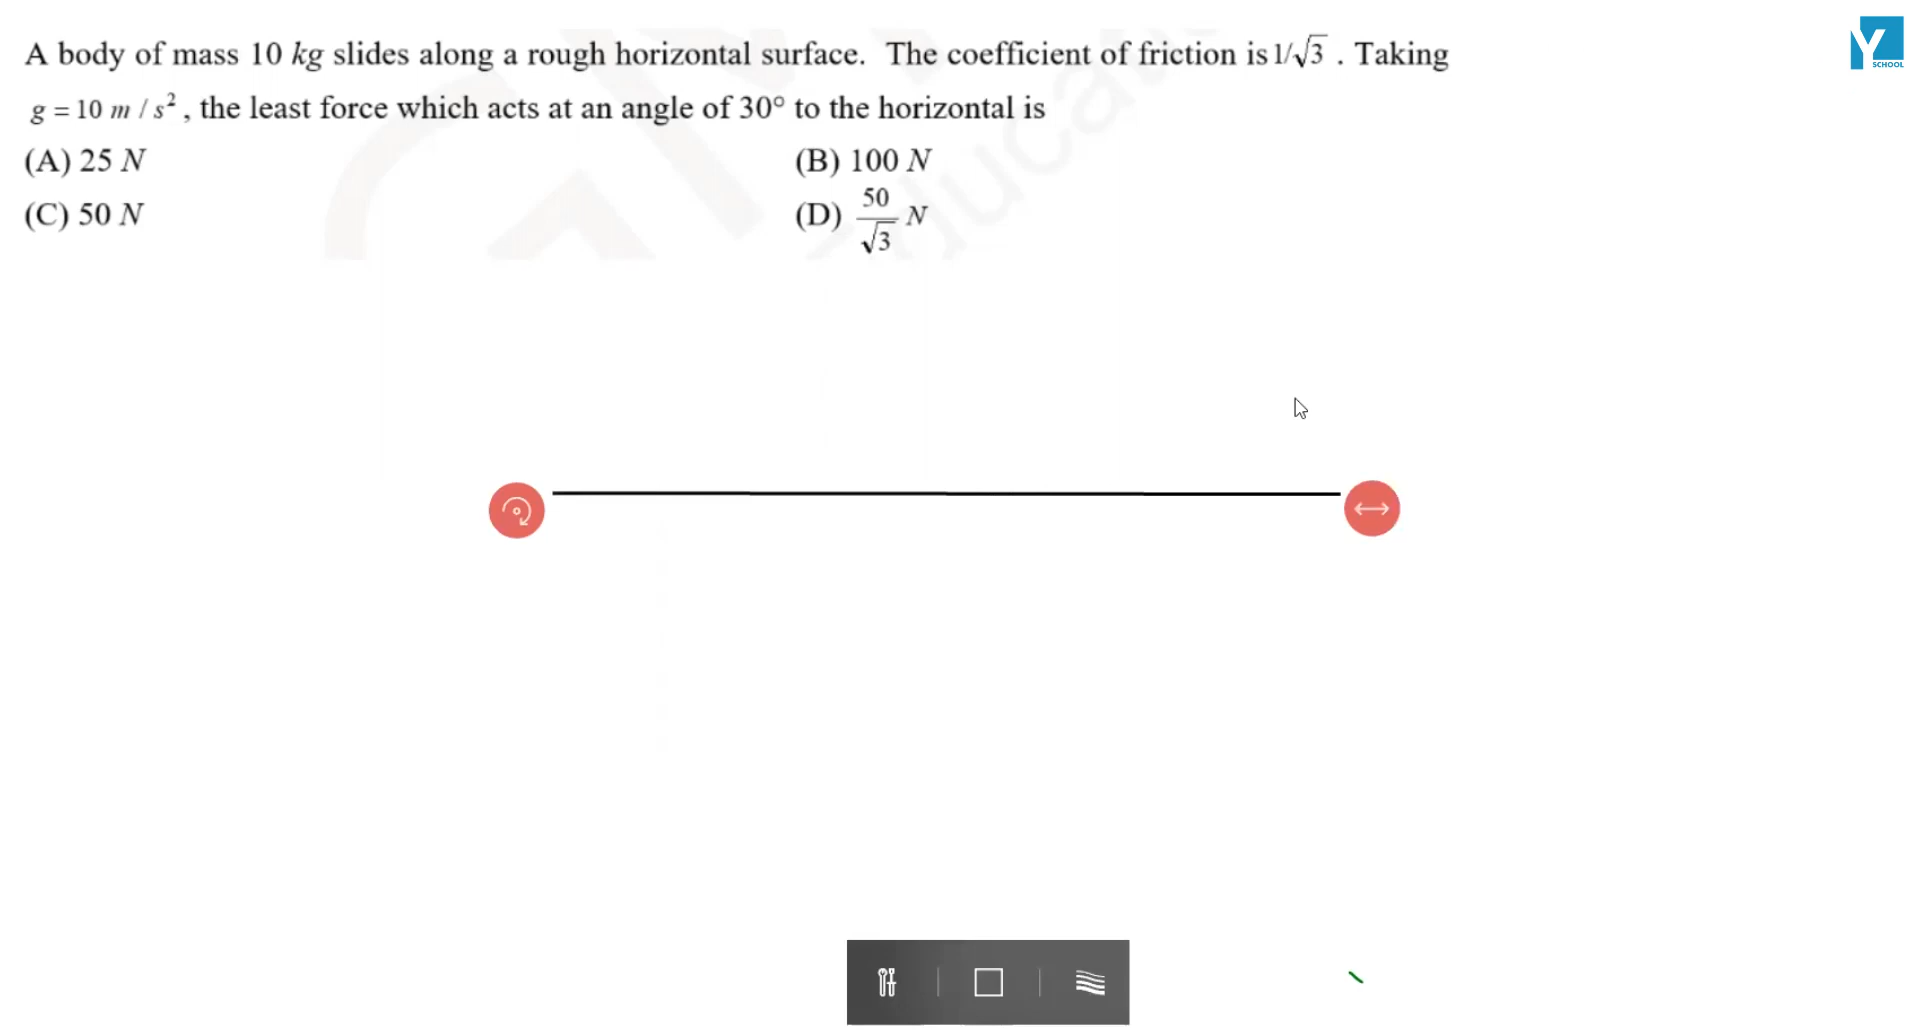 Y SCHOOL
A body of mass 10 kg slides along a rough horizontal surface. The coefficient of friction is 1/√3 . Taking
g = 10 m / s², the least force which acts at an angle of 30° to the horizontal is
(A) 25 N (B) 100 N
(C) 50 N (D) 50/√3 N